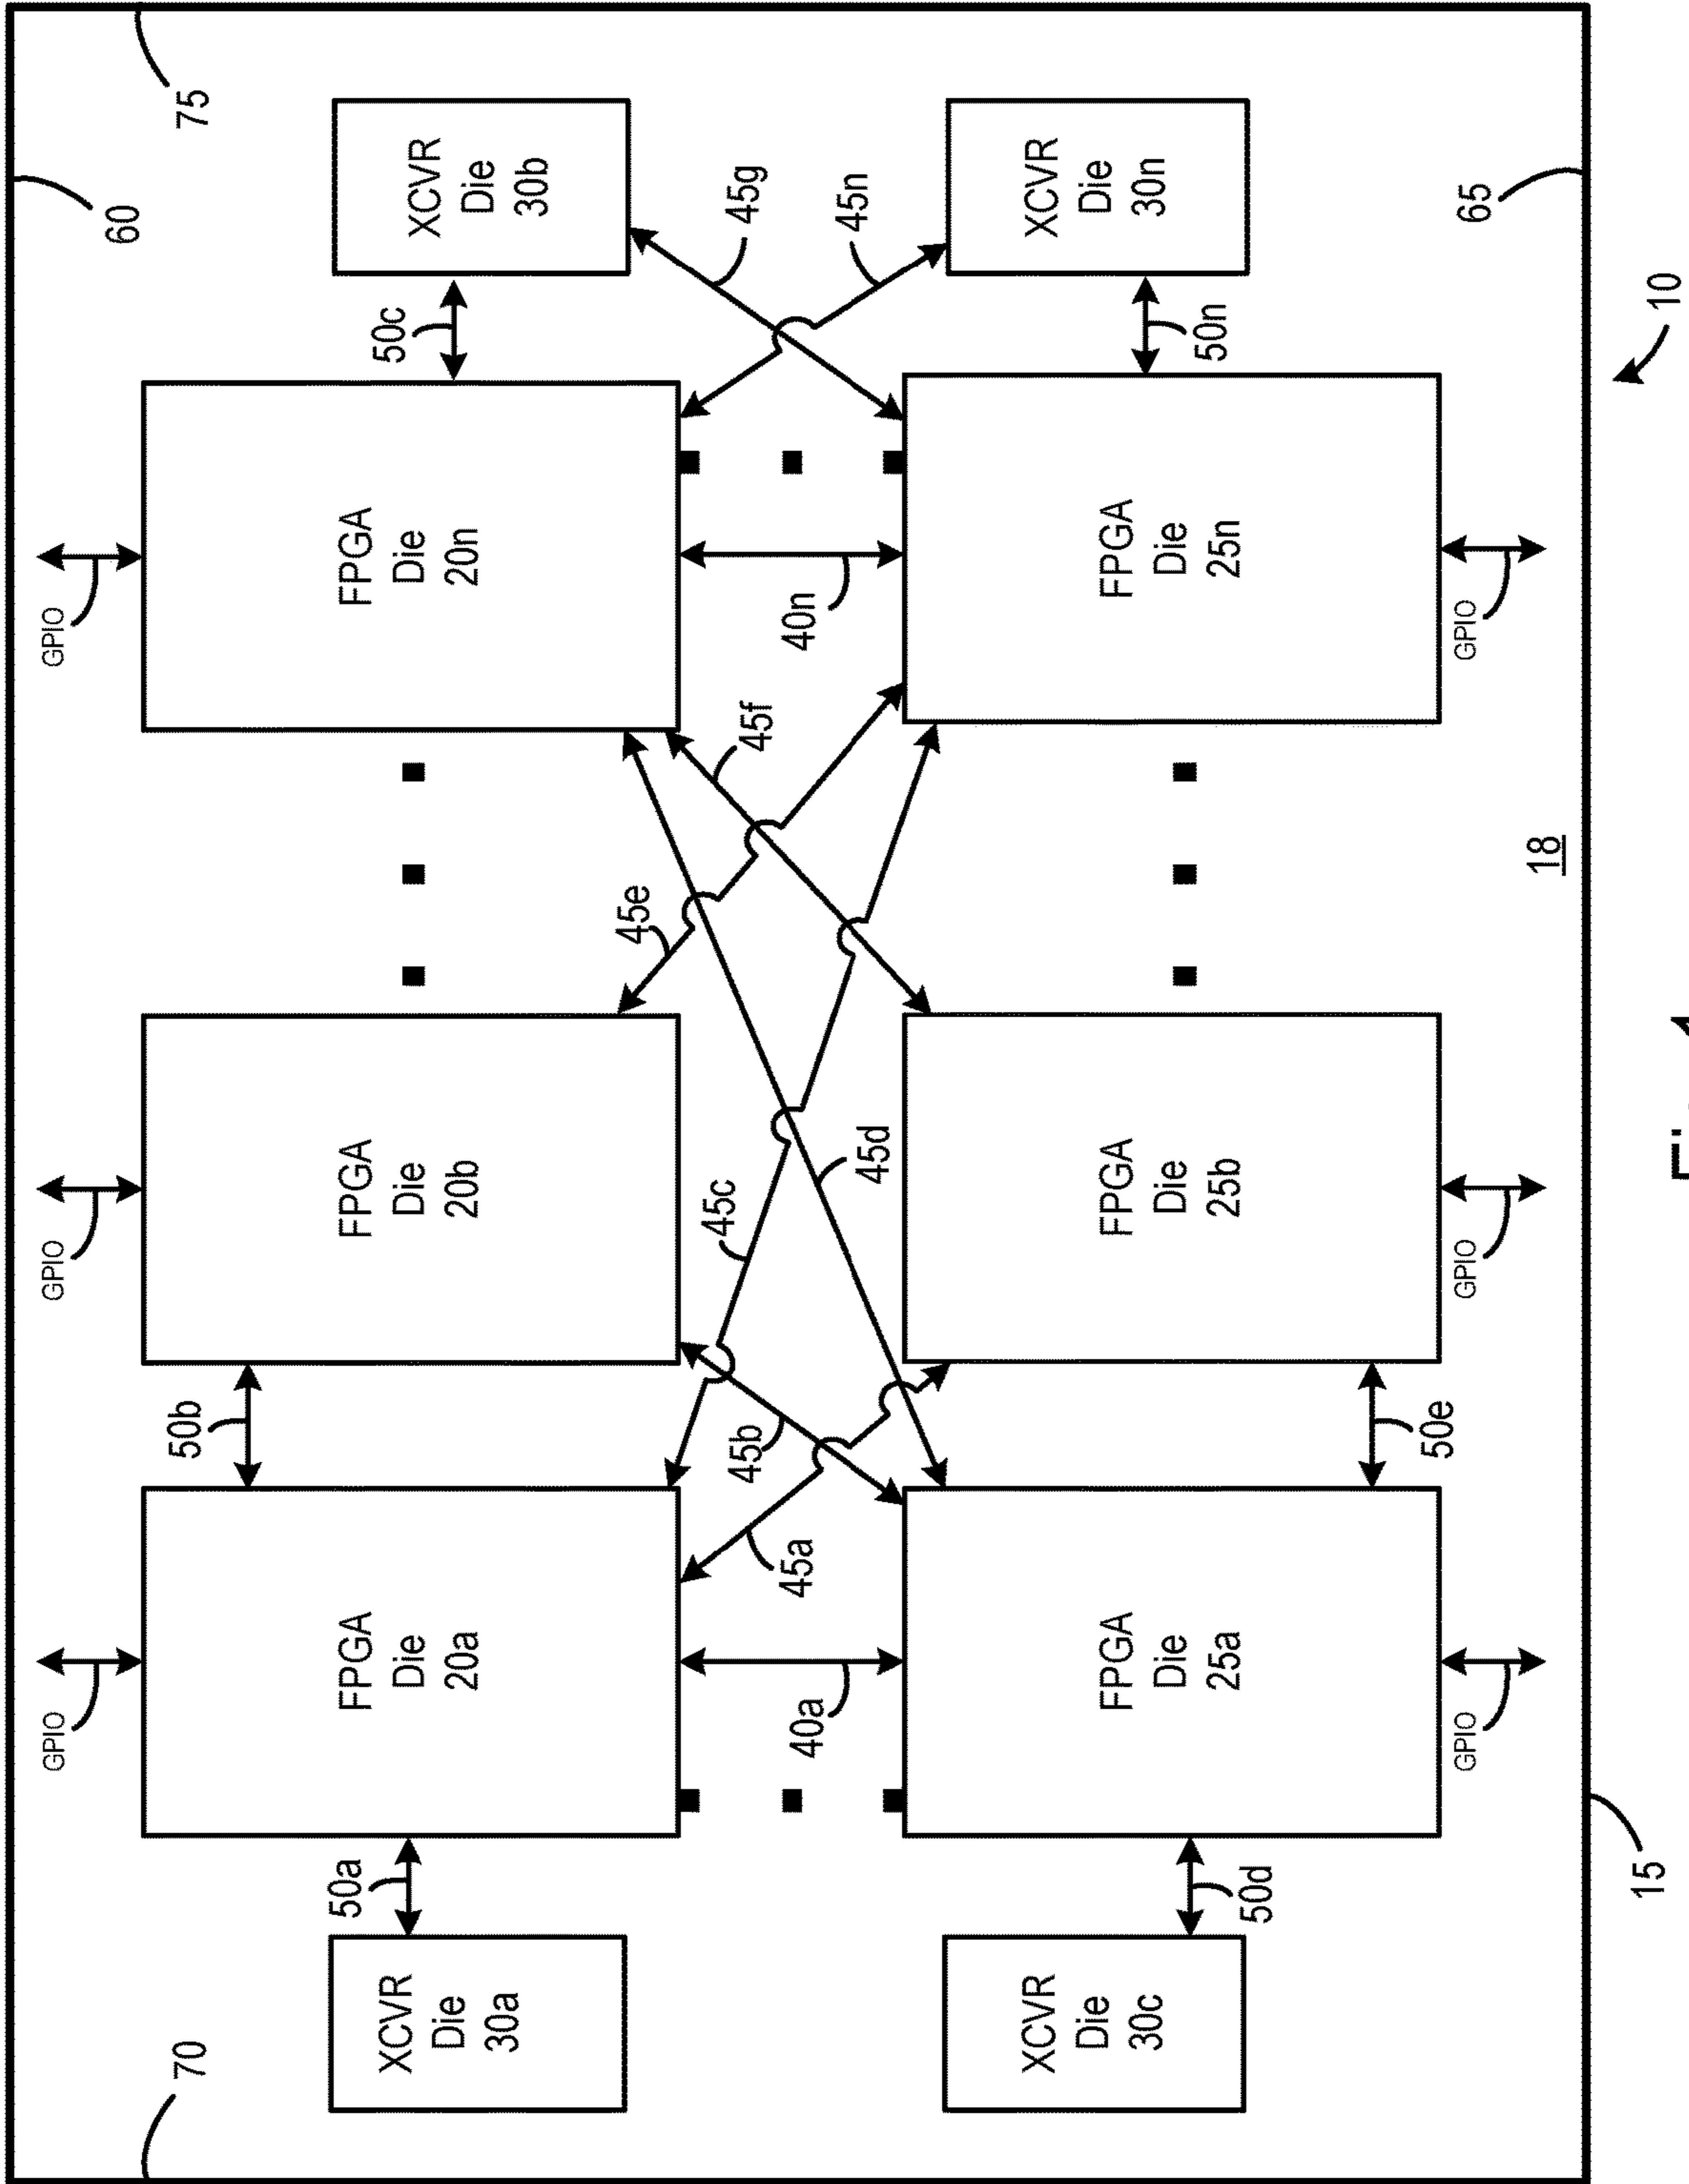 GPIO
GPIO
GPIO
60
70
50b
75
50a
FPGA
Die
20a
FPGA
Die
20b
FPGA
Die
20n
50c
XCVR
Die
30a
XCVR
Die
30b
45e
45c
45b
45f
45g
45a
40a
45d
40n
45n
XCVR
Die
30c
50d
FPGA
Die
25a
FPGA
Die
25b
FPGA
Die
25n
50n
XCVR
Die
30n
50e
GPIO
GPIO
GPIO
65
18
15
10